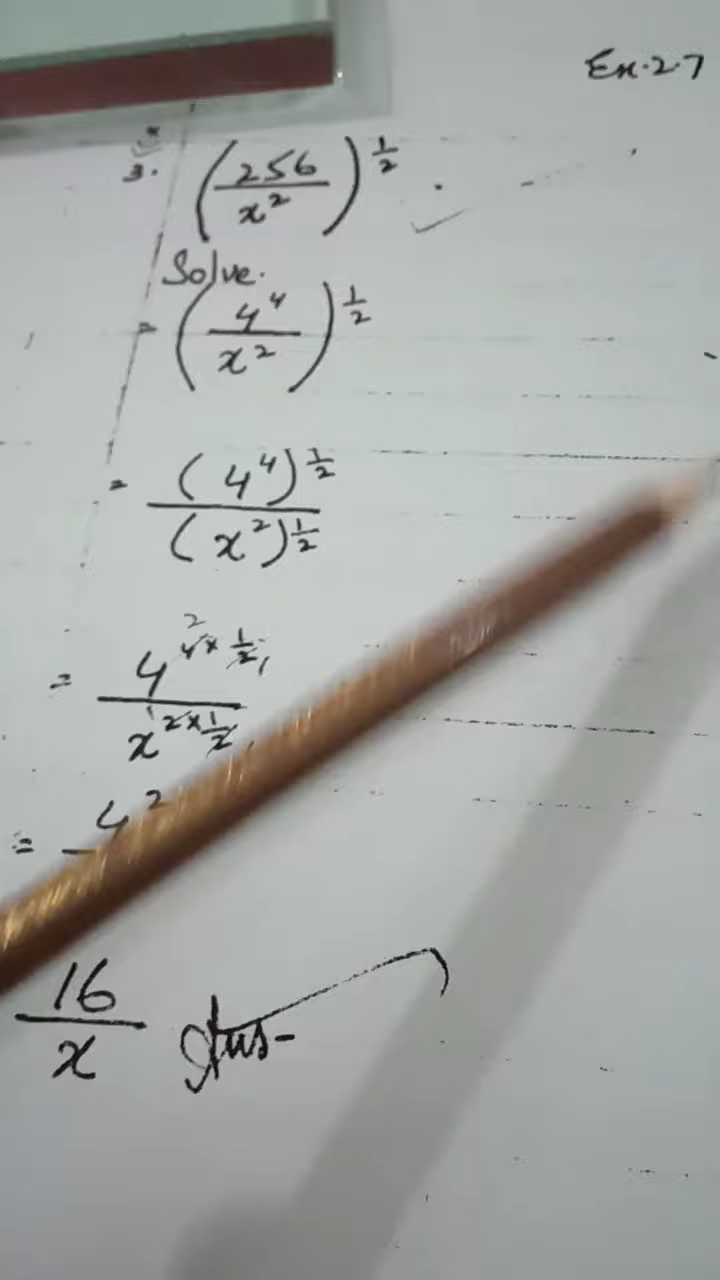 Ex. 2.7
3. (256/x²)^1/2
Solve.
= (4⁴/x²)^1/2
= (4⁴)^1/2 / (x²)^1/2
= 4^4×1/2 / x^2×1/2
= 4²
16/x Ans-